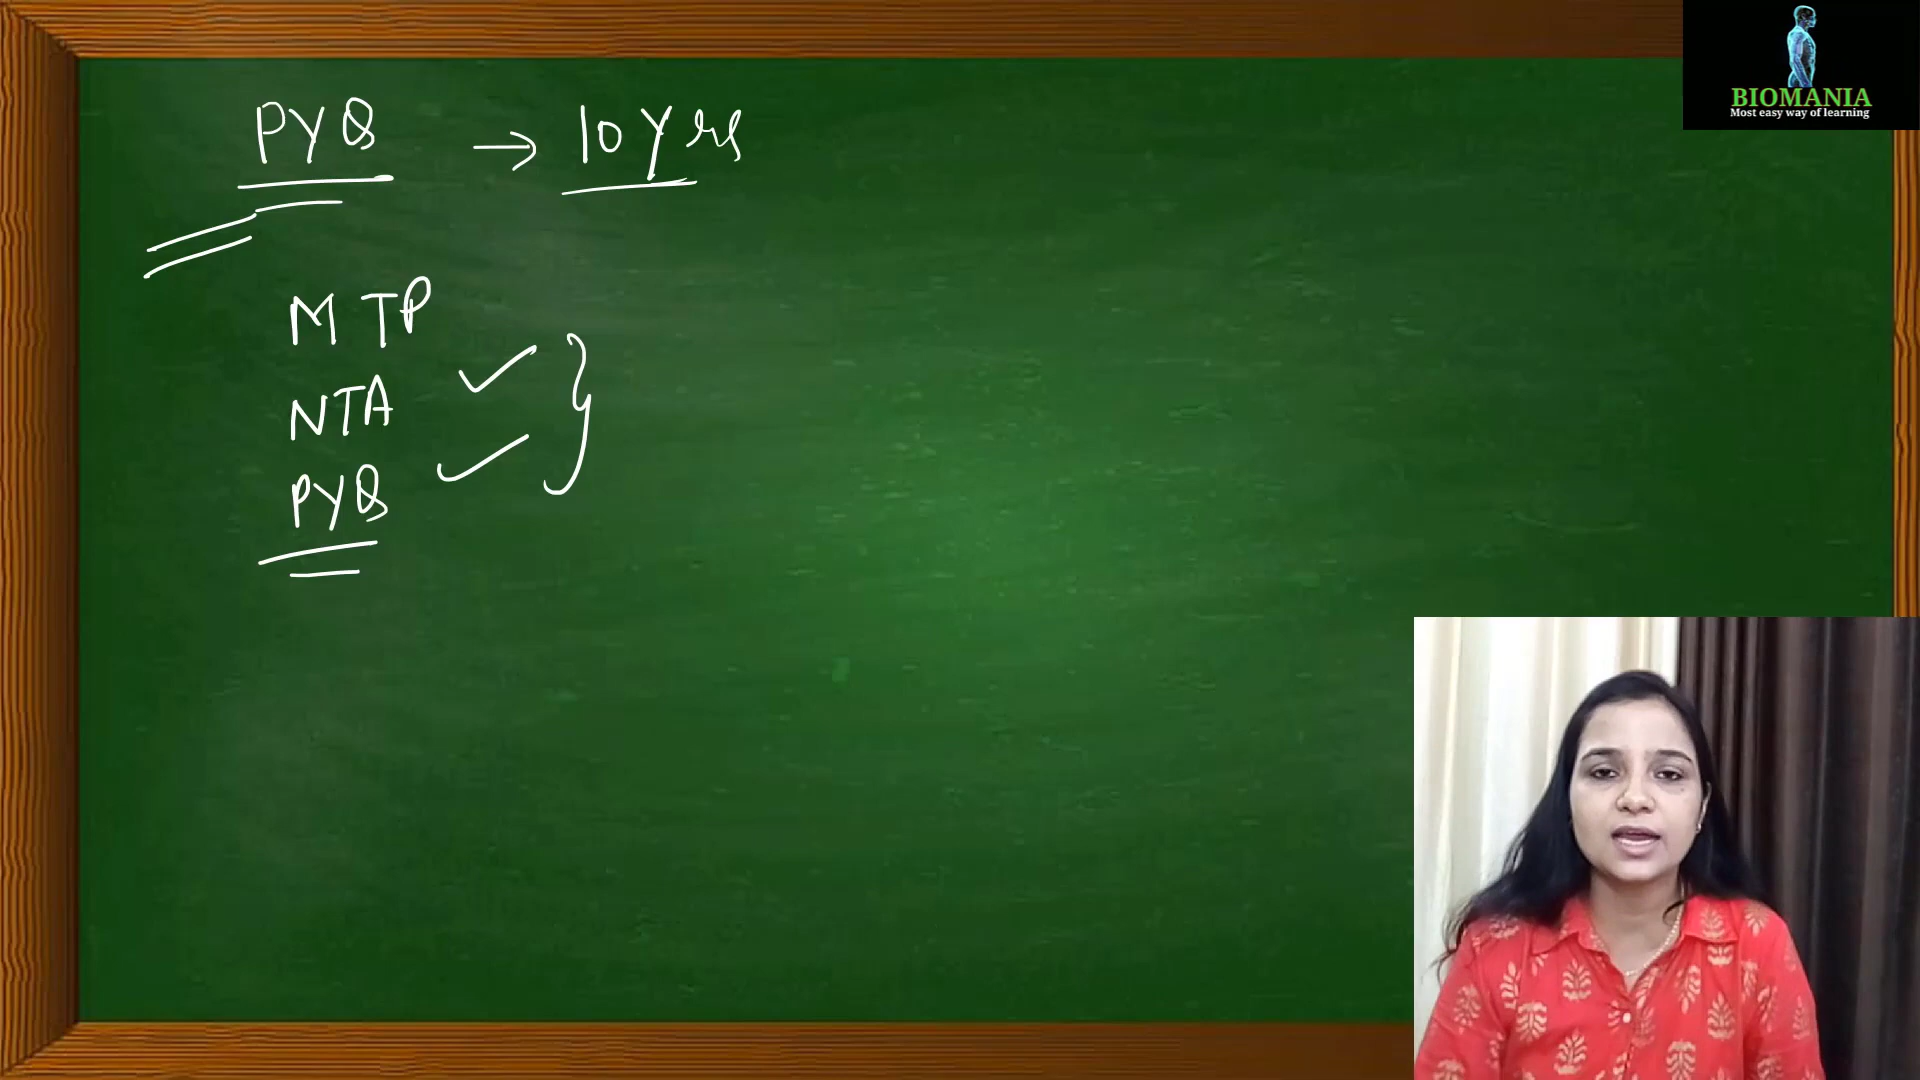 PYQ → 10 Yrs
MTP
NTA ✓
PYQ ✓
BIOMANIA
Most easy way of learning